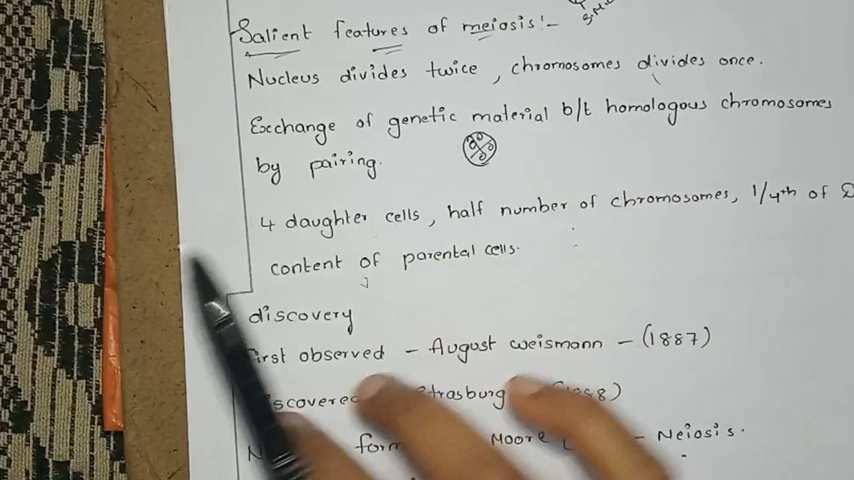 Salient features of meiosis:-
Nucleus divides twice, chromosomes divides once.
Exchange of genetic material b/t homologous chromosomes
by pairing.
4 daughter cells, half number of chromosomes, 1/4th of D
content of parental cells.
discovery
First observed - August weismann - (1887)
Strasburg
Moore - Meiosis.